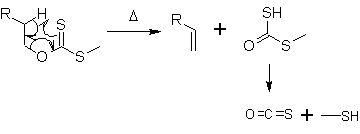 R H S Δ R + SH
O S O S
O=C=S + SH